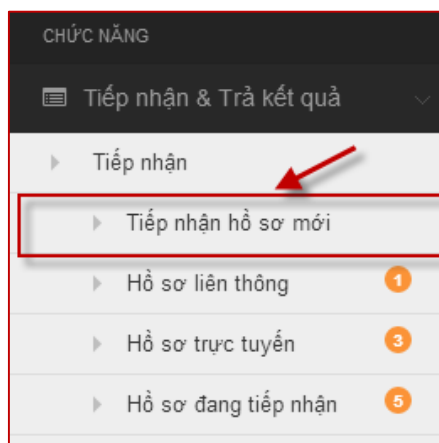 CHỨC NĂNG
Tiếp nhận & Trả kết quả
Tiếp nhận
Tiếp nhận hồ sơ mới
Hồ sơ liên thông 1
Hồ sơ trực tuyến 3
Hồ sơ đang tiếp nhận 5